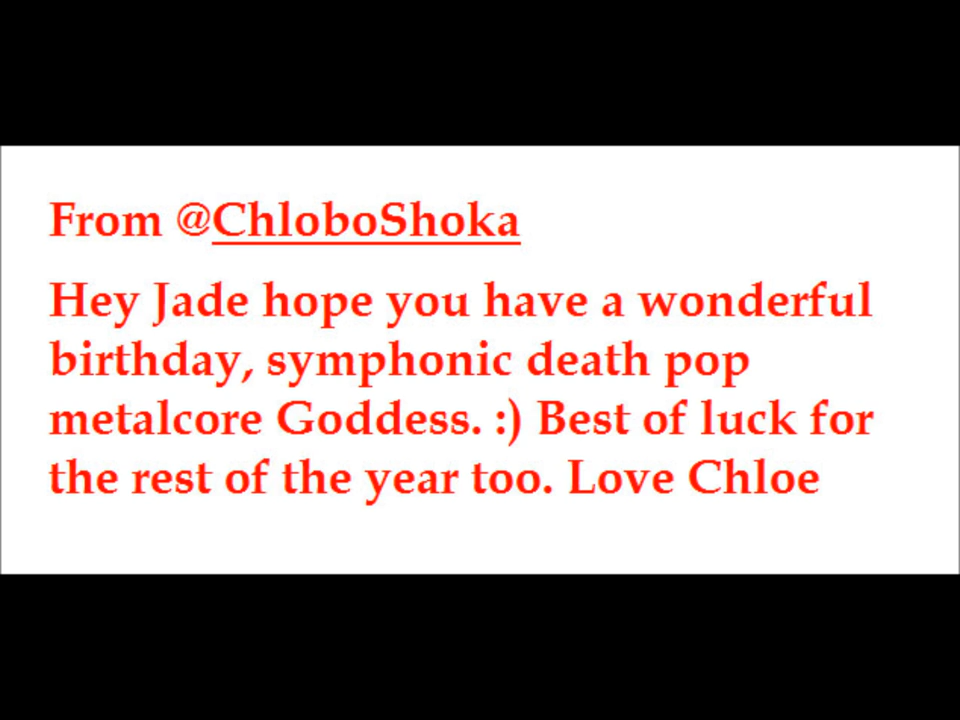 From @ChloboShoka
Hey Jade hope you have a wonderful
birthday, symphonic death pop
metalcore Goddess. :) Best of luck for
the rest of the year too. Love Chloe